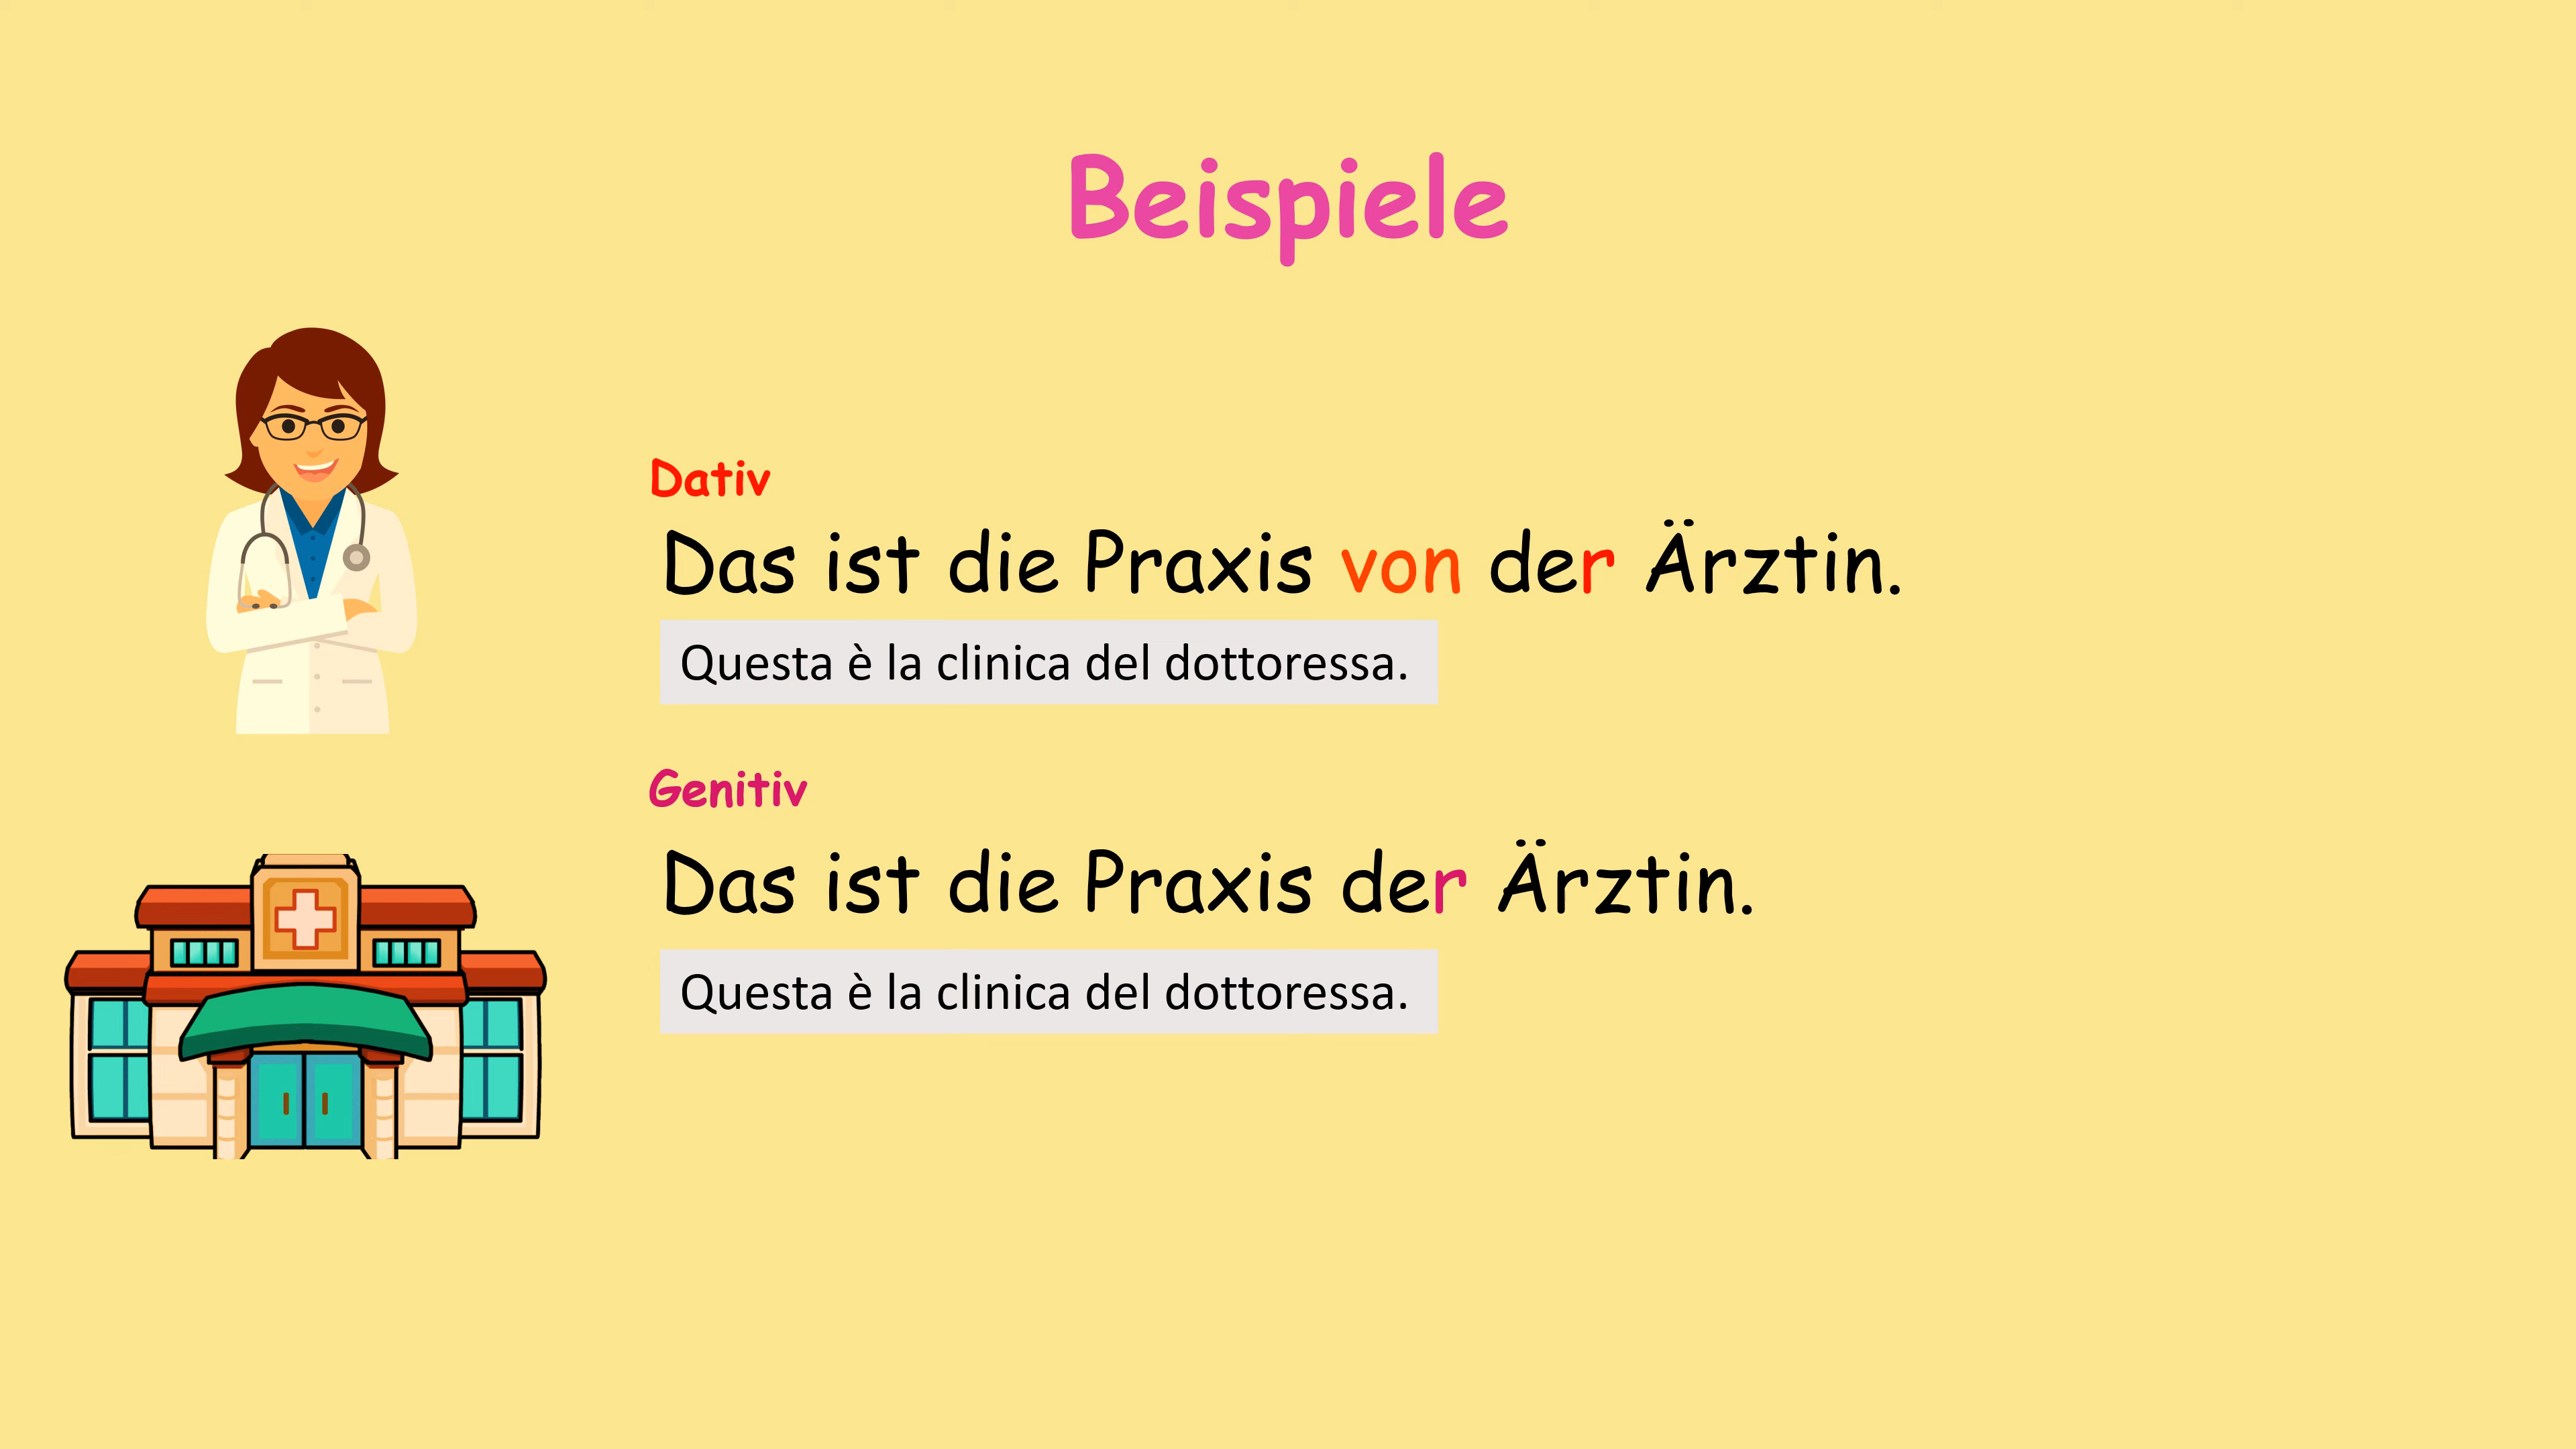 Beispiele
Dativ
Das ist die Praxis von der Ärztin.
Questa è la clinica del dottoressa.
Genitiv
Das ist die Praxis der Ärztin.
Questa è la clinica del dottoressa.